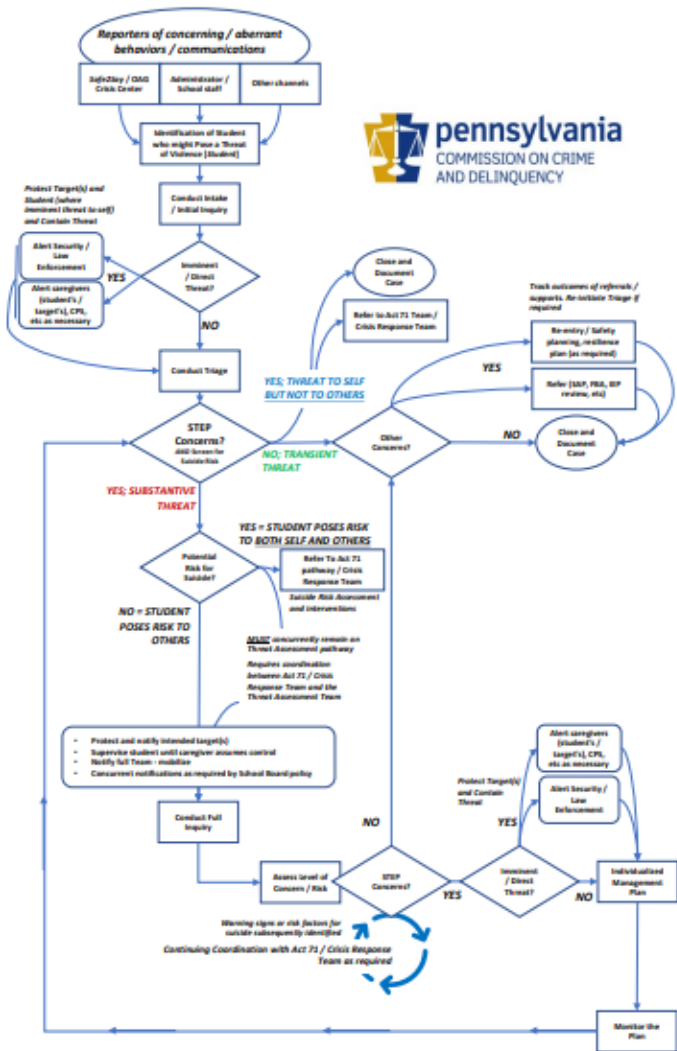 Reporters of concerning / aberrant
behaviors / communications
Safe2Say / OAG
Crisis Center
Administrator /
School staff
Other channels
Identification of Student
who might Pose a Threat
of Violence [Student]
pennsylvania
COMMISSION ON CRIME
AND DELINQUENCY
Conduct Intake
/ Initial Inquiry
Protect Target(s) and
Student (where
imminent threat to self)
and Contain Threat
Alert Security /
Law
Enforcement
Alert caregivers
(student's /
target's), CPS,
etc as necessary
YES
Imminent
/ Direct
Threat?
NO
Conduct Triage
Close and
Document
Case
Refer to Act 71 Team /
Crisis Response Team
YES; THREAT TO SELF
BUT NOT TO OTHERS
Track outcomes of referrals /
supports. Re-initiate Triage if
required
Re-entry / Safety
planning, resilience
plan (as required)
YES
Refer (SAP, FBA, IEP
review, etc)
STEP
Concerns?
AND Screen for
Suicide Risk
NO; TRANSIENT
THREAT
Other
Concerns?
NO
Close and
Document
Case
YES; SUBSTANTIVE
THREAT
YES = STUDENT POSES RISK
TO BOTH SELF AND OTHERS
Potential
Risk for
Suicide?
Refer To Act 71
pathway / Crisis
Response Team
Suicide Risk Assessment
and interventions
NO = STUDENT
POSES RISK TO
OTHERS
MUST concurrently remain on
Threat Assessment pathway
Requires coordination
between Act 71 / Crisis
Response Team and the
Threat Assessment Team
• Protect and notify intended target(s)
• Supervise student until caregiver assumes control
• Notify full Team - mobilize
• Concurrent notifications as required by School Board policy
Conduct Full
Inquiry
NO
Protect Target(s)
and Contain
Threat
Alert caregivers
(student's /
target's), CPS,
etc as necessary
Alert Security /
Law
Enforcement
YES
Assess Level of
Concern / Risk
STEP
Concerns?
YES
Imminent
/ Direct
Threat?
NO
Individualized
Management
Plan
Warning signs or risk factors for
suicide subsequently identified
Continuing Coordination with Act 71 / Crisis Response
Team as required
Monitor the
Plan